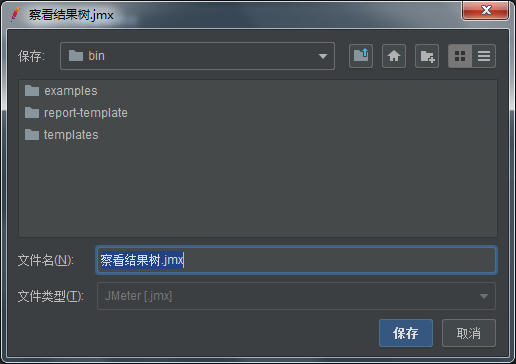 察看结果树.jmx
保存: bin
examples
report-template
templates
文件名(N): 察看结果树.jmx
文件类型(T): JMeter [.jmx]
保存 取消